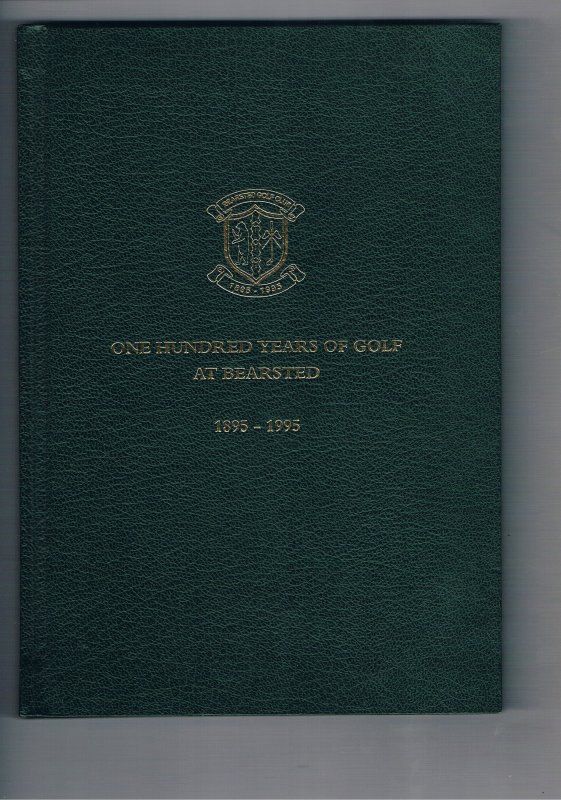 BEARSTED GOLF CLUB
1895 - 1995
ONE HUNDRED YEARS OF GOLF
AT BEARSTED
1895 - 1995